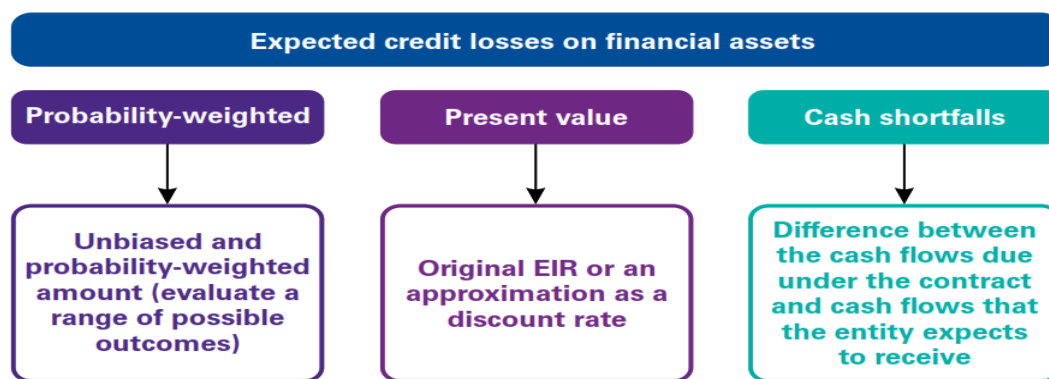 Expected credit losses on financial assets
Probability-weighted
Present value
Cash shortfalls
Unbiased and
probability-weighted
amount (evaluate a
range of possible
outcomes)
Original EIR or an
approximation as a
discount rate
Difference between
the cash flows due
under the contract
and cash flows that
the entity expects
to receive